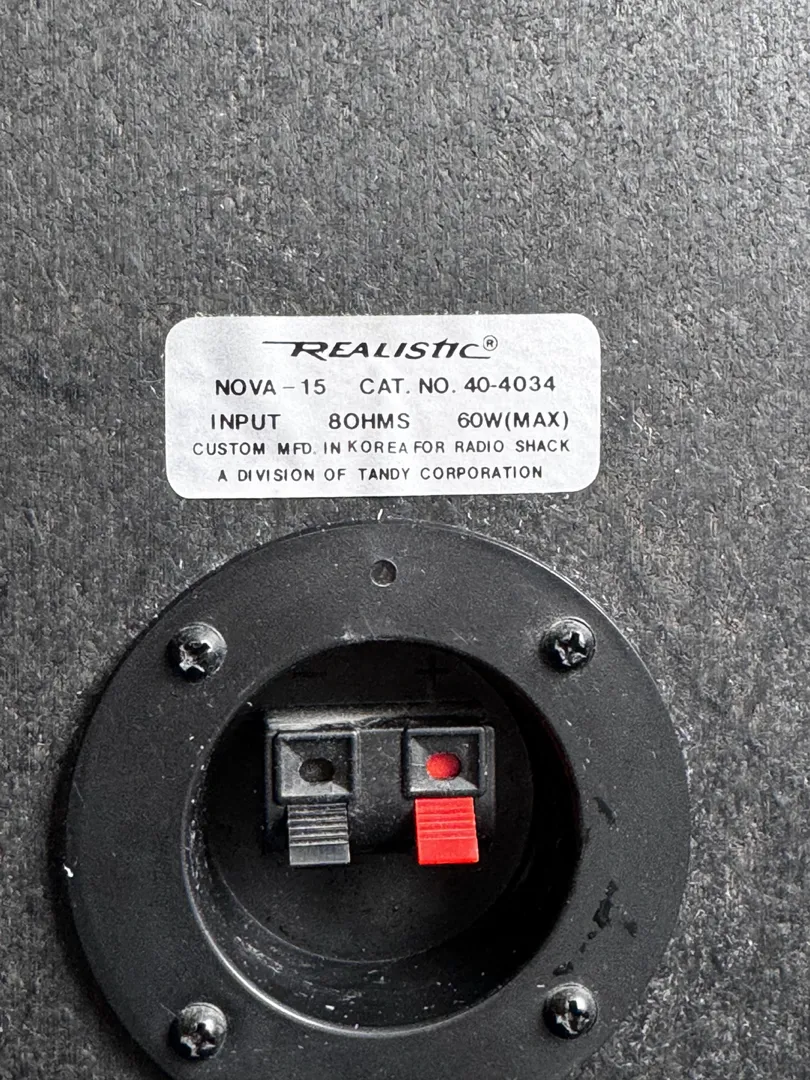 REALISTIC®
NOVA-15 CAT. NO. 40-4034
INPUT 8OHMS 60W(MAX)
CUSTOM MFD. IN KOREA FOR RADIO SHACK
A DIVISION OF TANDY CORPORATION
- +